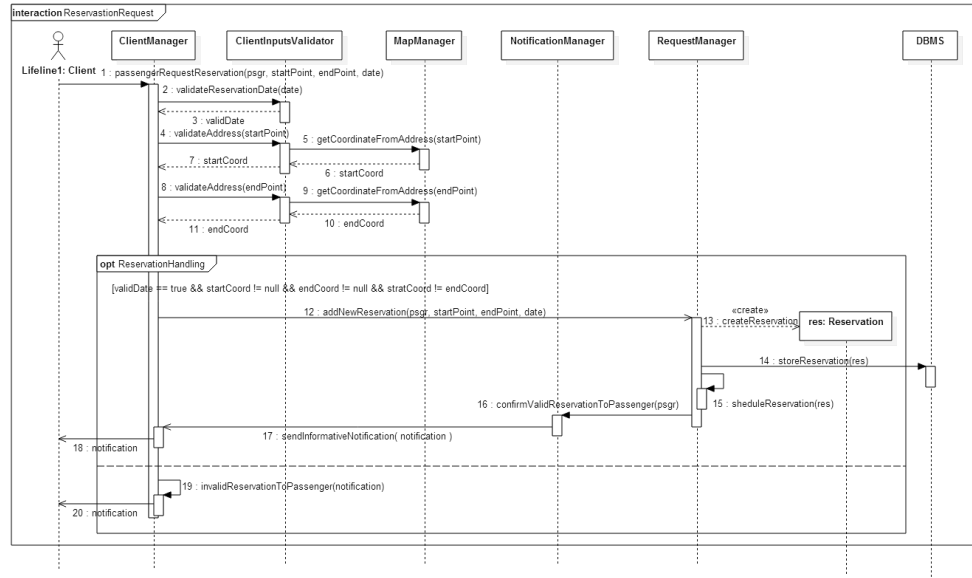 interaction ReservastionRequest
ClientManager
ClientInputsValidator
MapManager
NotificationManager
RequestManager
DBMS
Lifeline1: Client
1 : passengerRequestReservation(psgr, startPoint, endPoint, date)
2 : validateReservationDate(date)
3 : validDate
4 : validateAddress(startPoint)
5 : getCoordinateFromAddress(startPoint)
6 : startCoord
7 : startCoord
8 : validateAddress(endPoint)
9 : getCoordinateFromAddress(endPoint)
10 : endCoord
11 : endCoord
opt ReservationHandling
[validDate == true && startCoord != null && endCoord != null && stratCoord != endCoord]
12 : addNewReservation(psgr, startPoint, endPoint, date)
«create»
13 : createReservation
res: Reservation
14 : storeReservation(res)
15 : sheduleReservation(res)
16 : confirmValidReservationToPassenger(psgr)
17 : sendInformativeNotification( notification )
18 : notification
19 : invalidReservationToPassenger(notification)
20 : notification